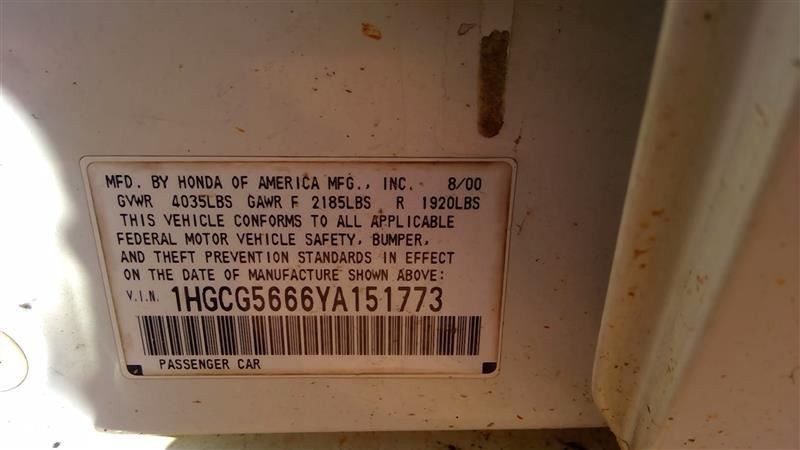 MFD. BY HONDA OF AMERICA MFG., INC. 8/00
GVWR 4035LBS GAWR F 2185LBS R 1920LBS
THIS VEHICLE CONFORMS TO ALL APPLICABLE
FEDERAL MOTOR VEHICLE SAFETY, BUMPER,
AND THEFT PREVENTION STANDARDS IN EFFECT
ON THE DATE OF MANUFACTURE SHOWN ABOVE:
V.I.N. 1HGCG5666YA151773
PASSENGER CAR